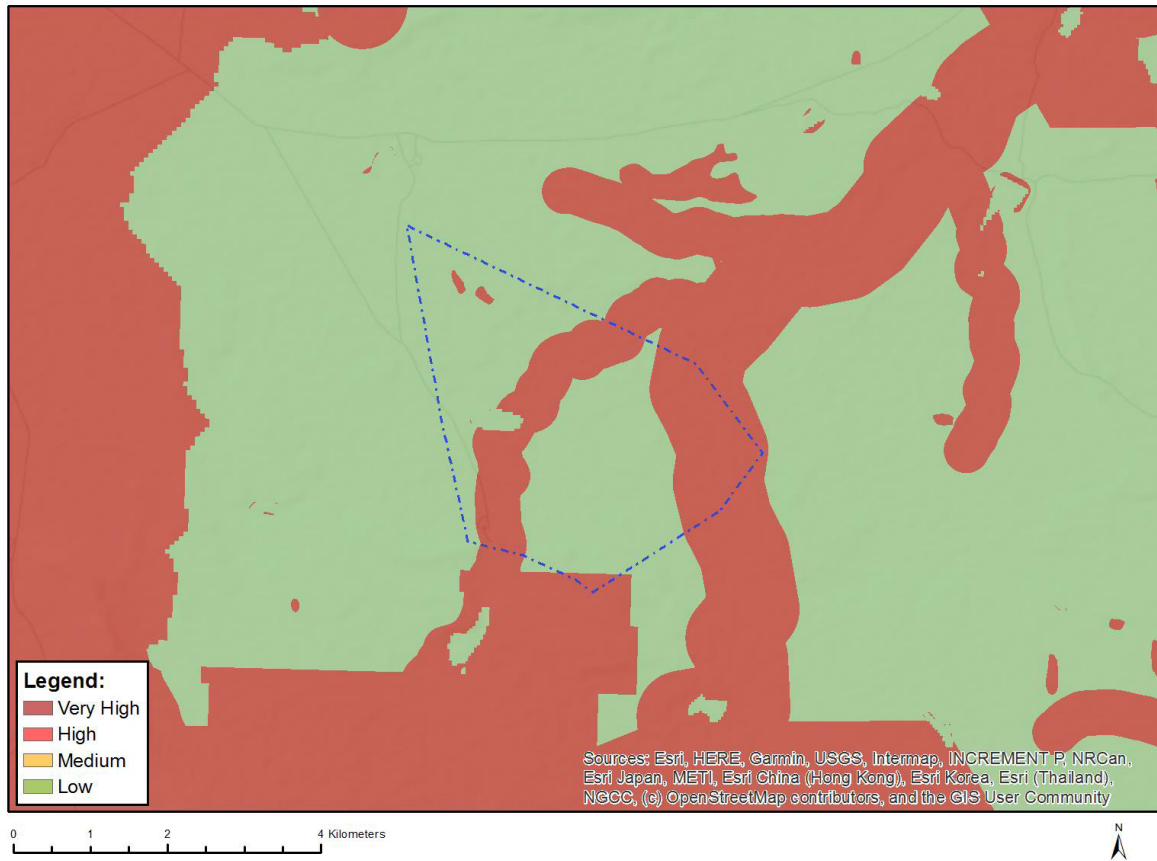 Legend:
Very High
High
Medium
Low
Sources: Esri, HERE, Garmin, USGS, Intermap, INCREMENT P, NRCan,
Esri Japan, METI, Esri China (Hong Kong), Esri Korea, Esri (Thailand),
NGCC, (c) OpenStreetMap contributors, and the GIS User Community
0 1 2 4 Kilometers
N